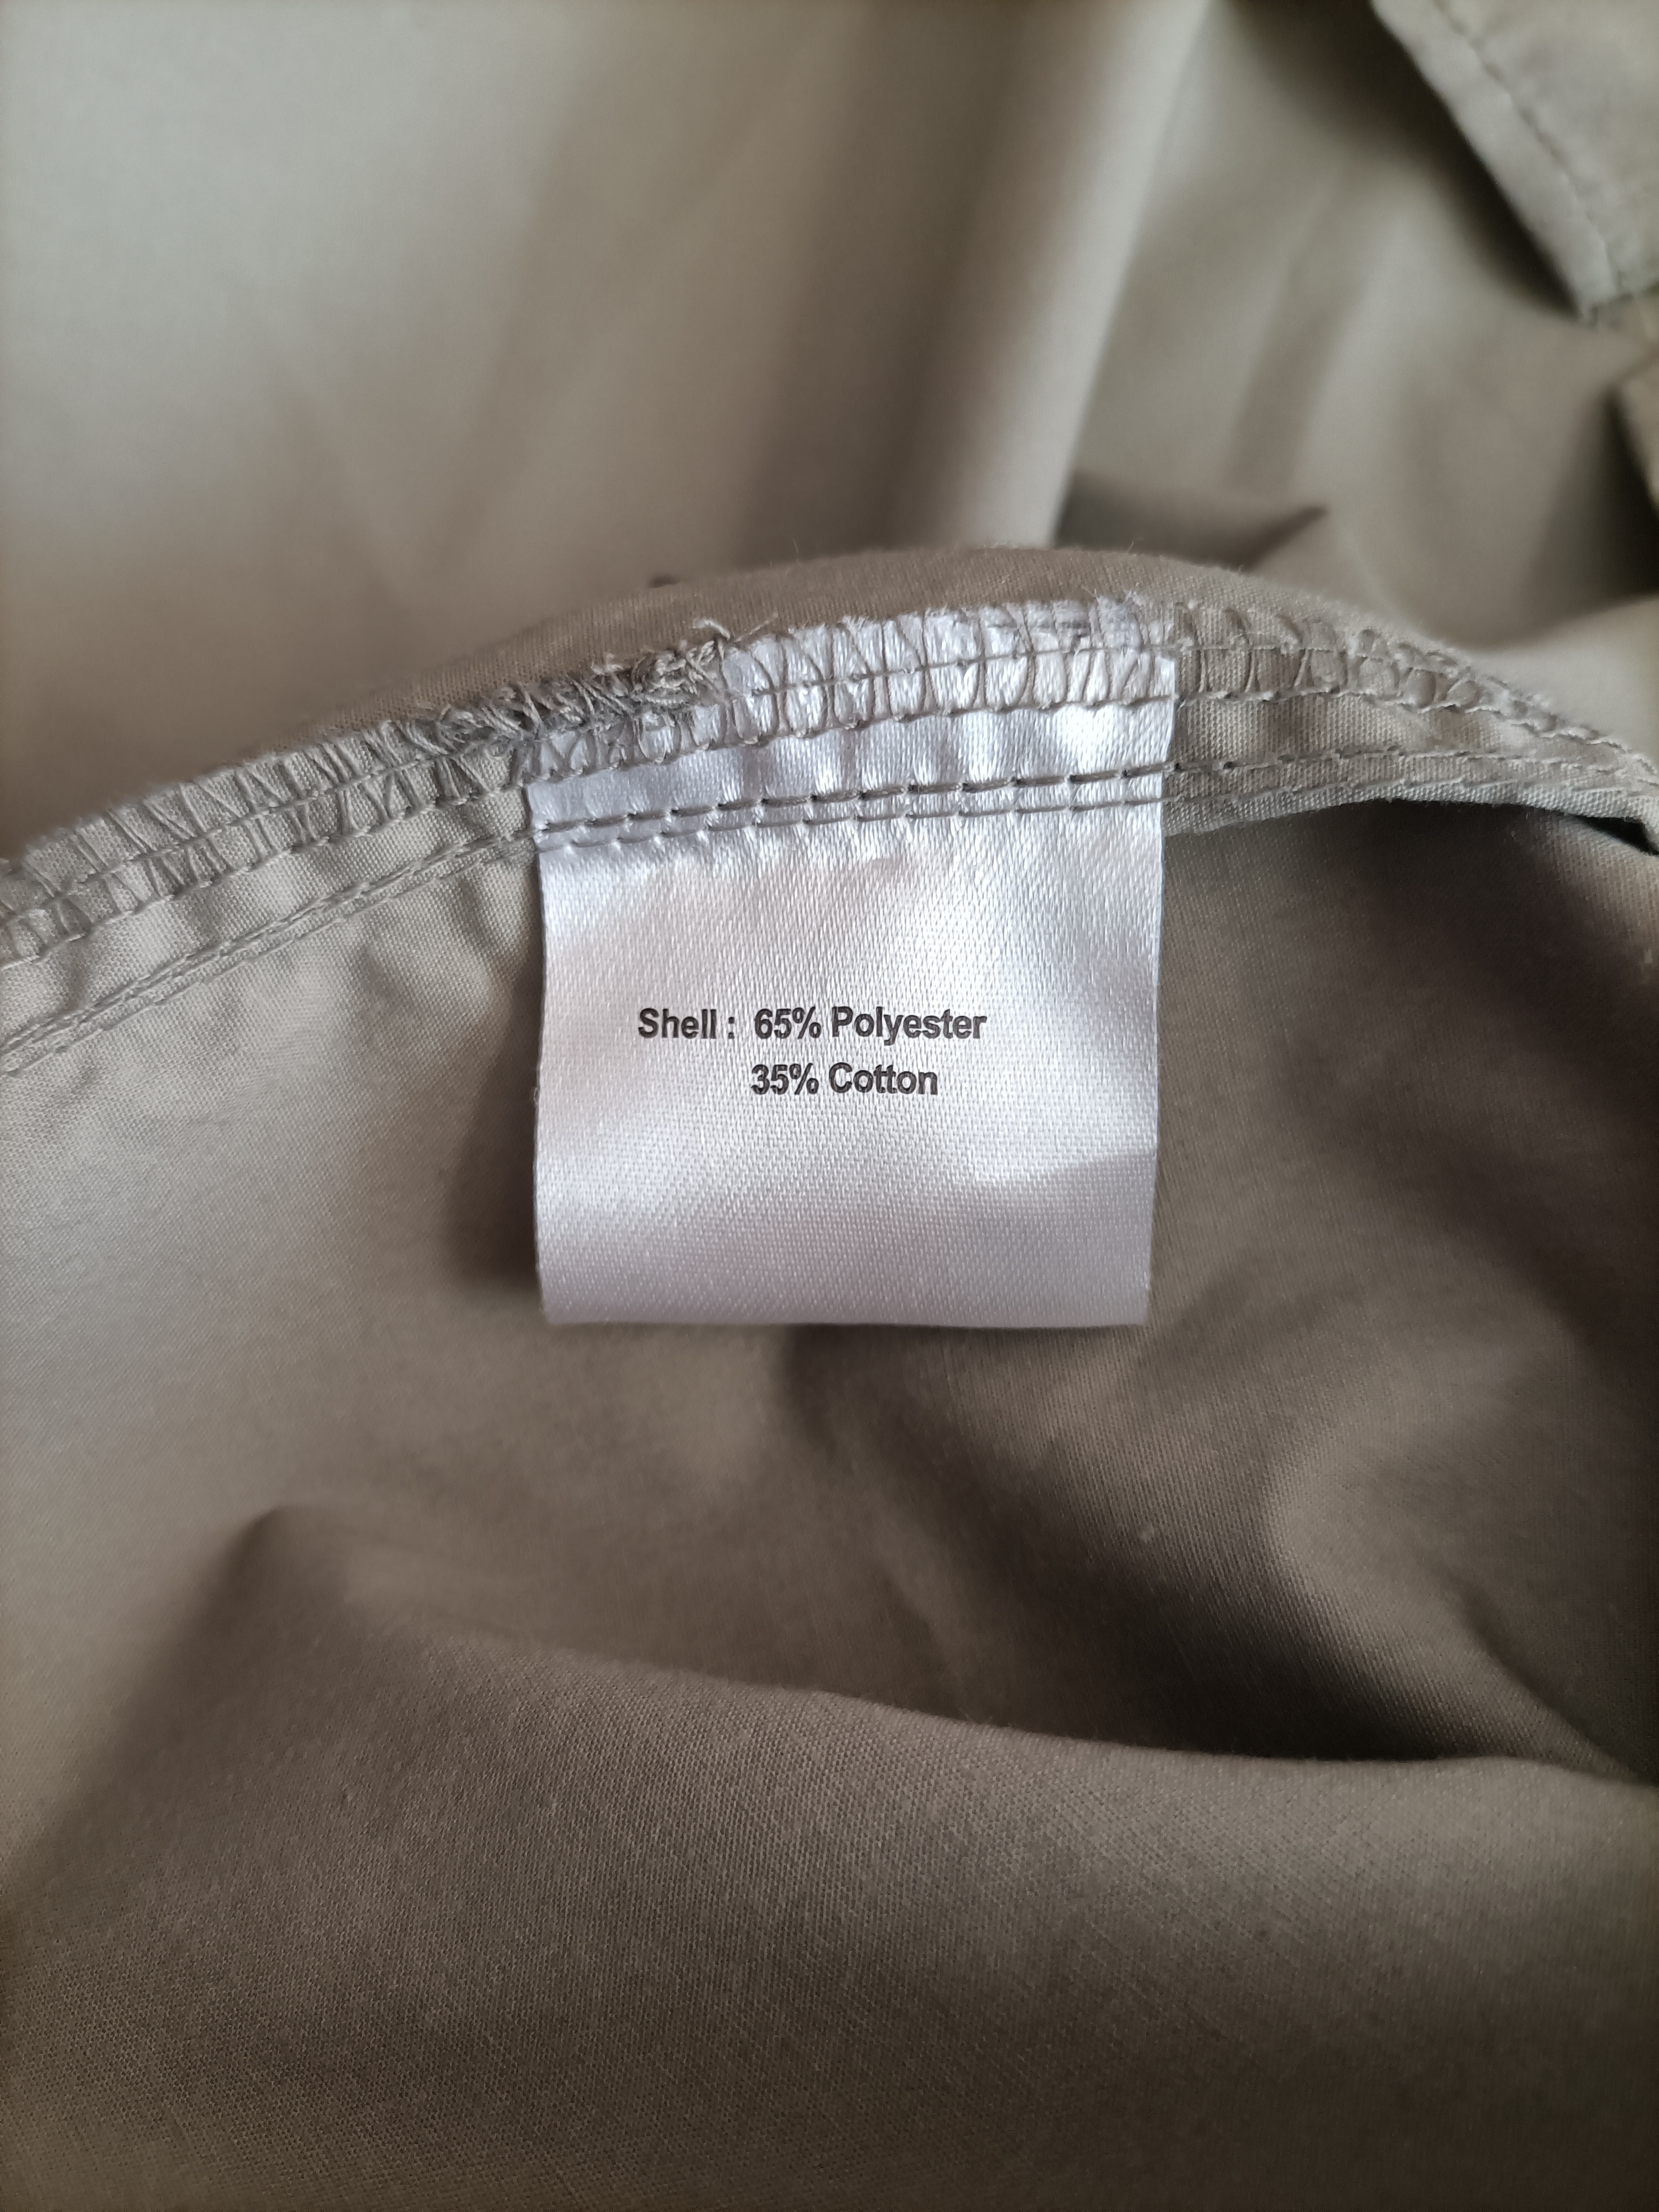 Shell : 65% Polyester
35% Cotton